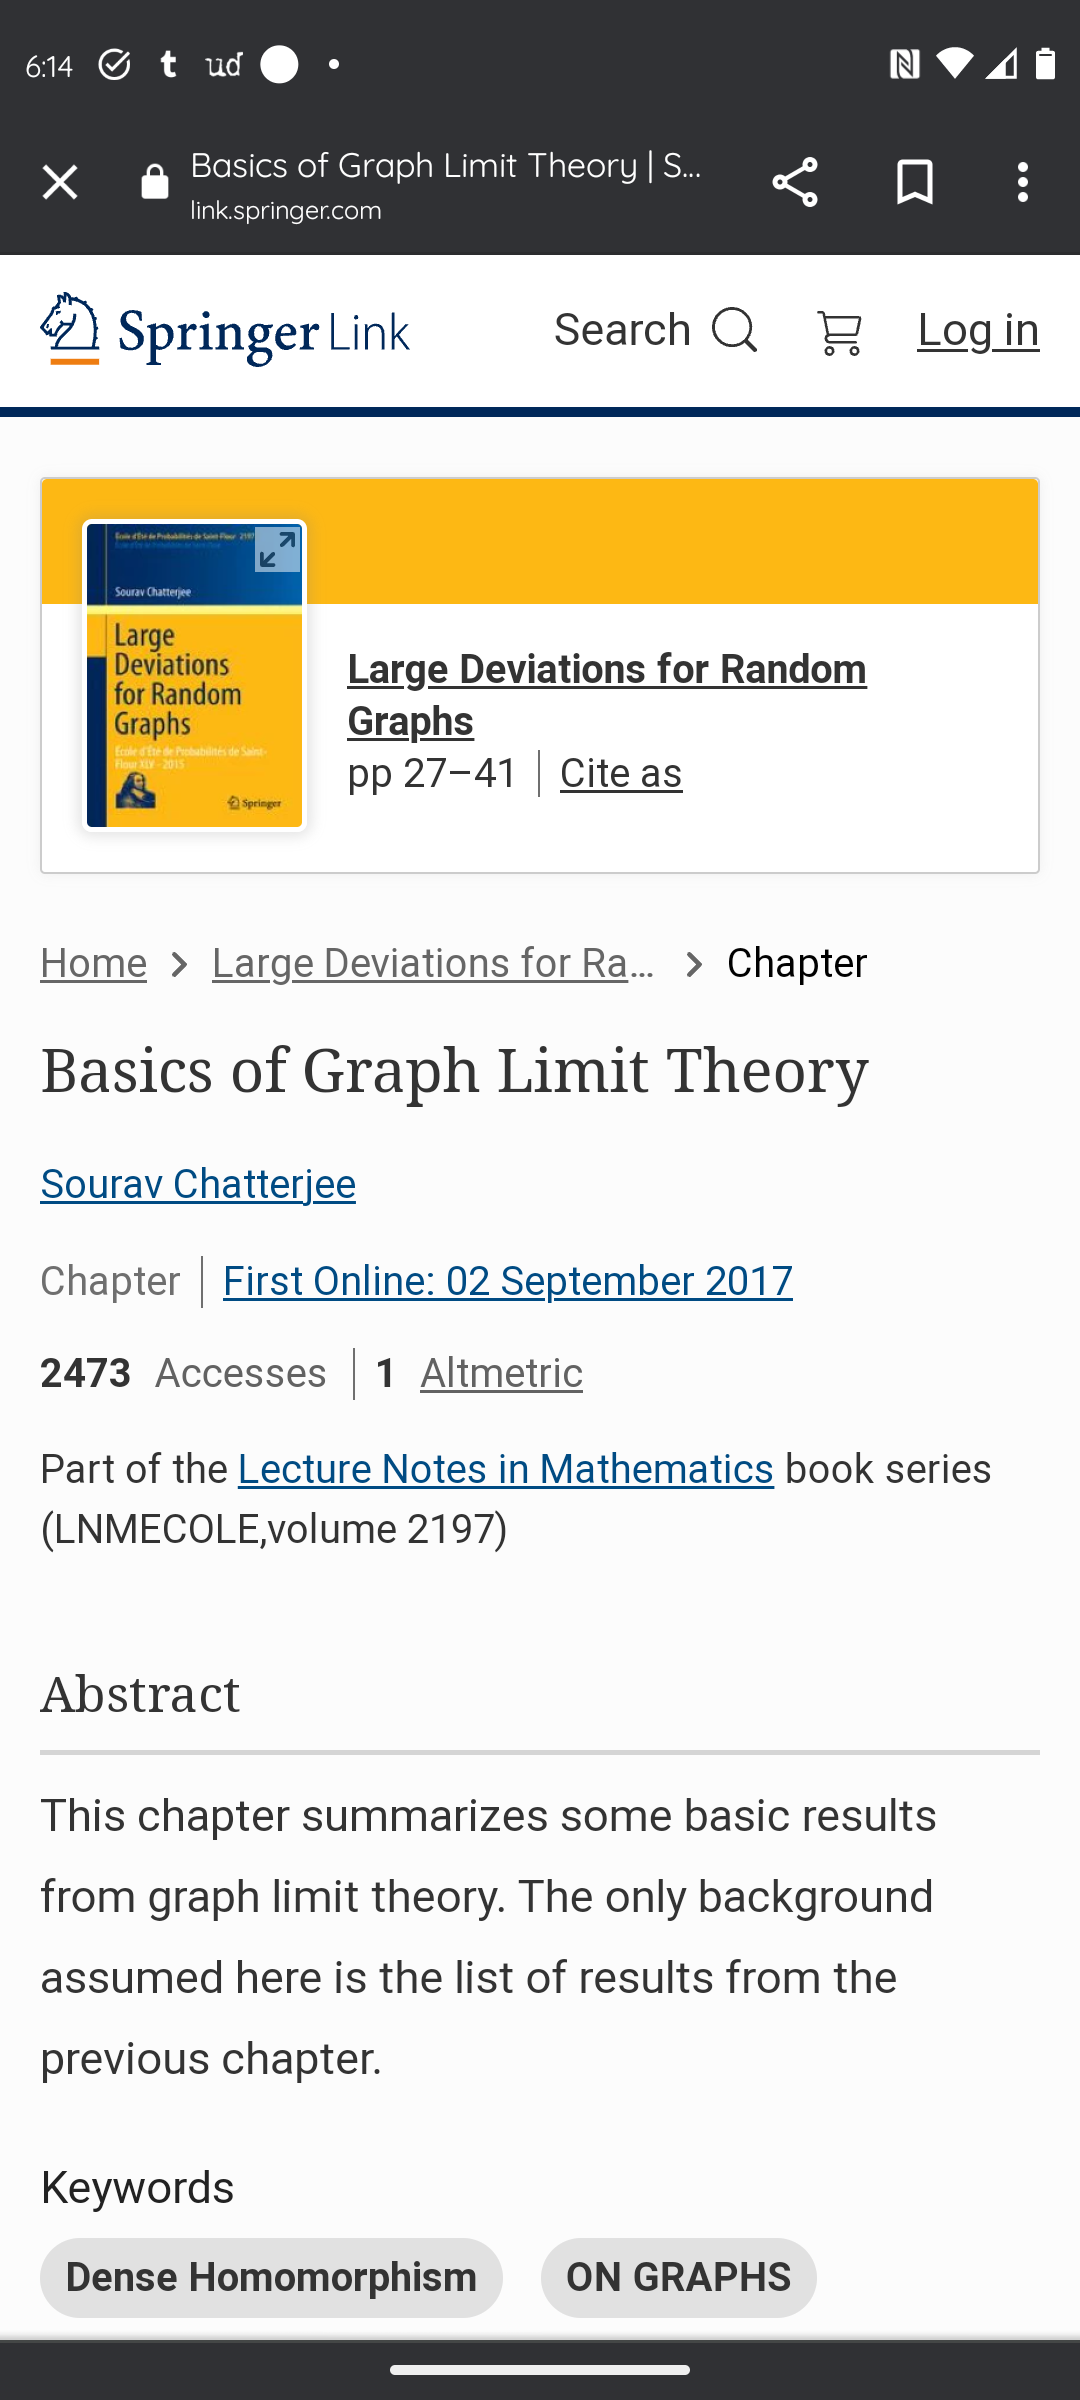 6:14 t ud
Basics of Graph Limit Theory | S...
link.springer.com
Springer Link Search Log in
École d'Été de Probabilités de Saint-Flour 2197
Sourav Chatterjee
Large
Deviations
for Random
Graphs
École d'Été de Probabilités de Saint-
Flour XLV - 2015
Springer
Large Deviations for Random
Graphs
pp 27–41 | Cite as
Home > Large Deviations for Ra... > Chapter
Basics of Graph Limit Theory
Sourav Chatterjee
Chapter | First Online: 02 September 2017
2473 Accesses | 1 Altmetric
Part of the Lecture Notes in Mathematics book series
(LNMECOLE,volume 2197)
Abstract
This chapter summarizes some basic results
from graph limit theory. The only background
assumed here is the list of results from the
previous chapter.
Keywords
Dense Homomorphism ON GRAPHS